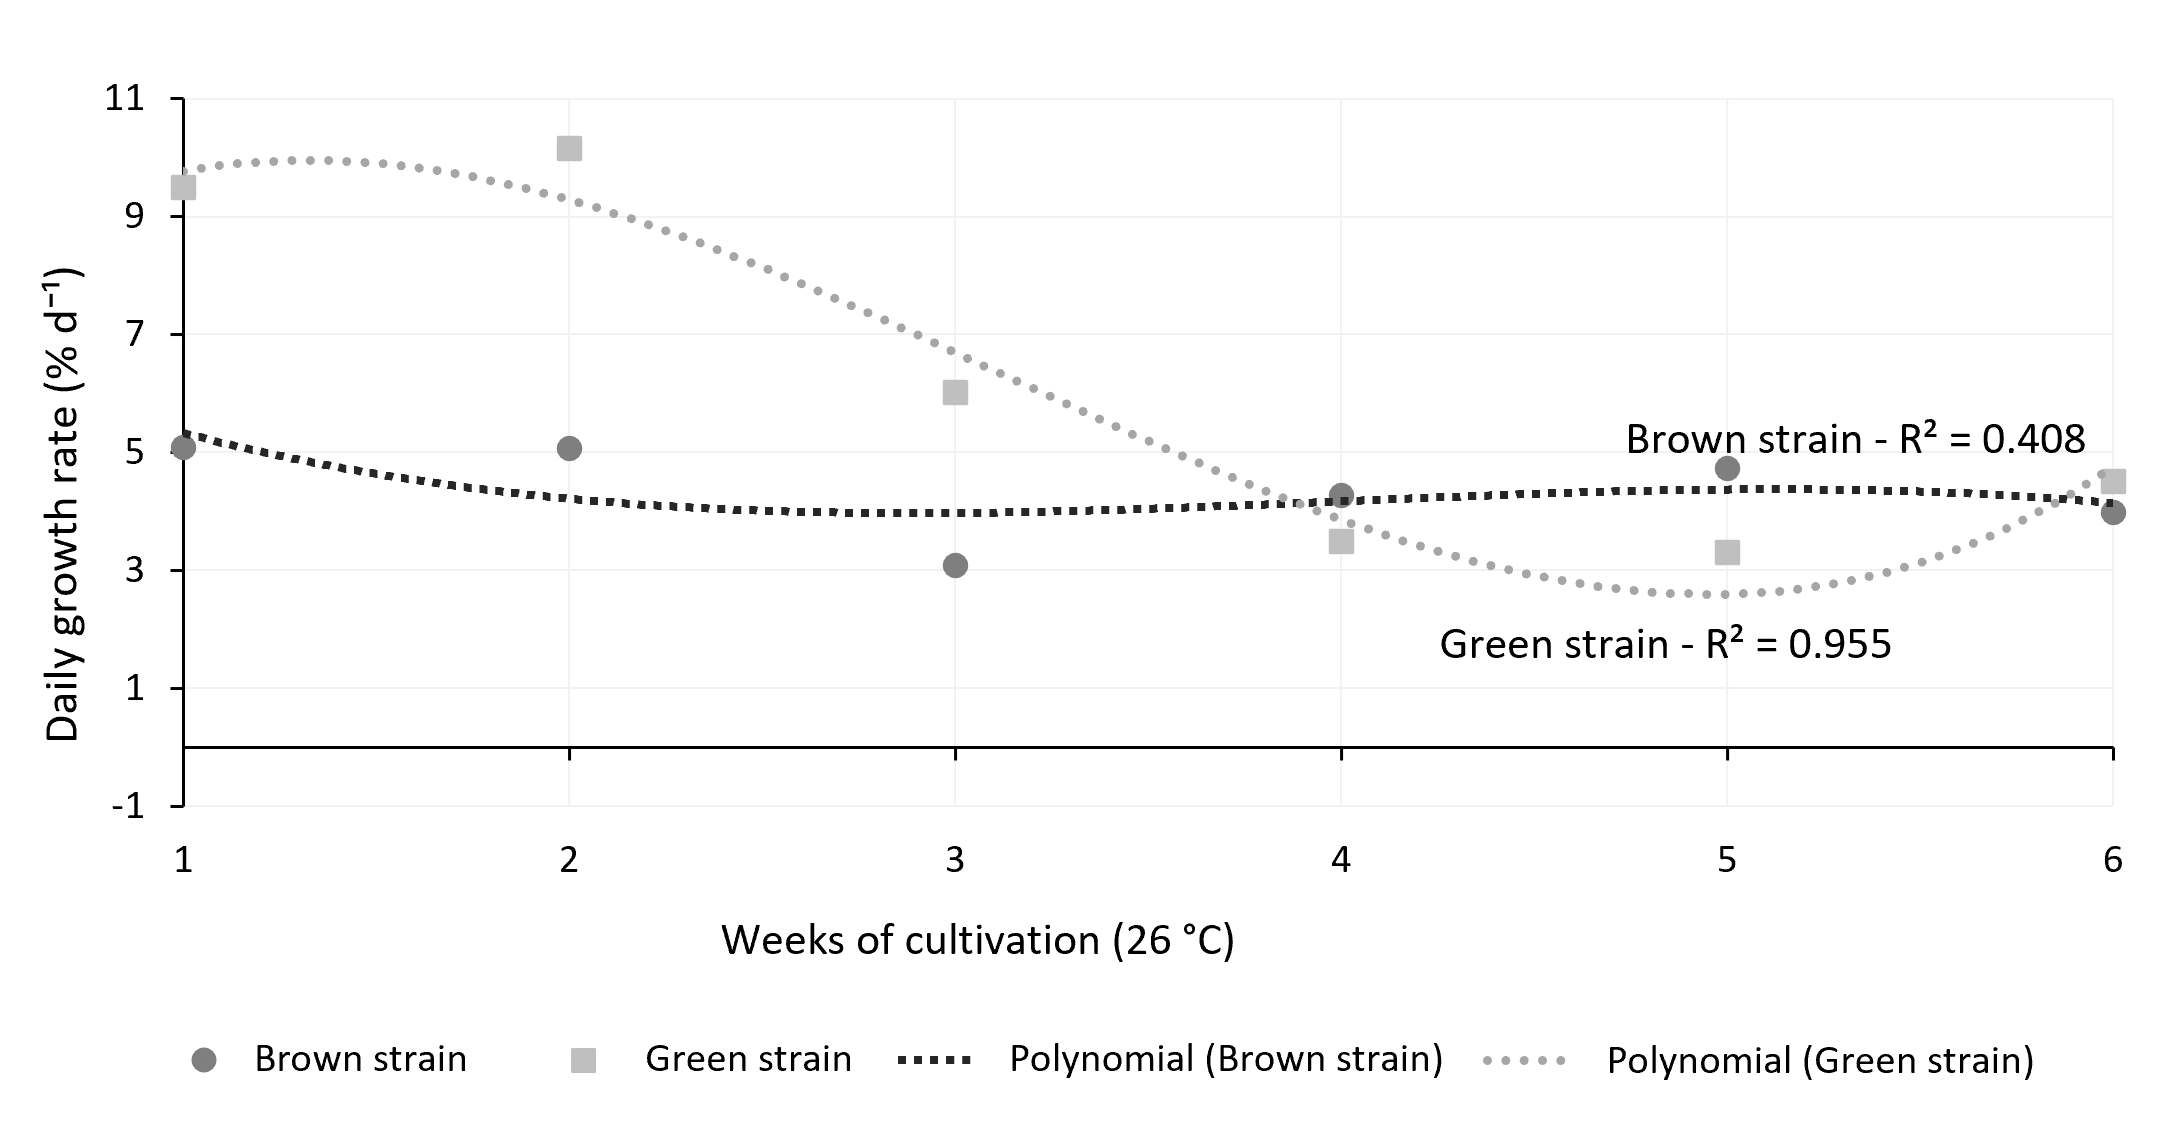 11
9
7
5
3
1
-1
Daily growth rate (% d⁻¹)
Brown strain - R² = 0.408
Green strain - R² = 0.955
1 2 3 4 5 6
Weeks of cultivation (26 °C)
Brown strain Green strain Polynomial (Brown strain) Polynomial (Green strain)